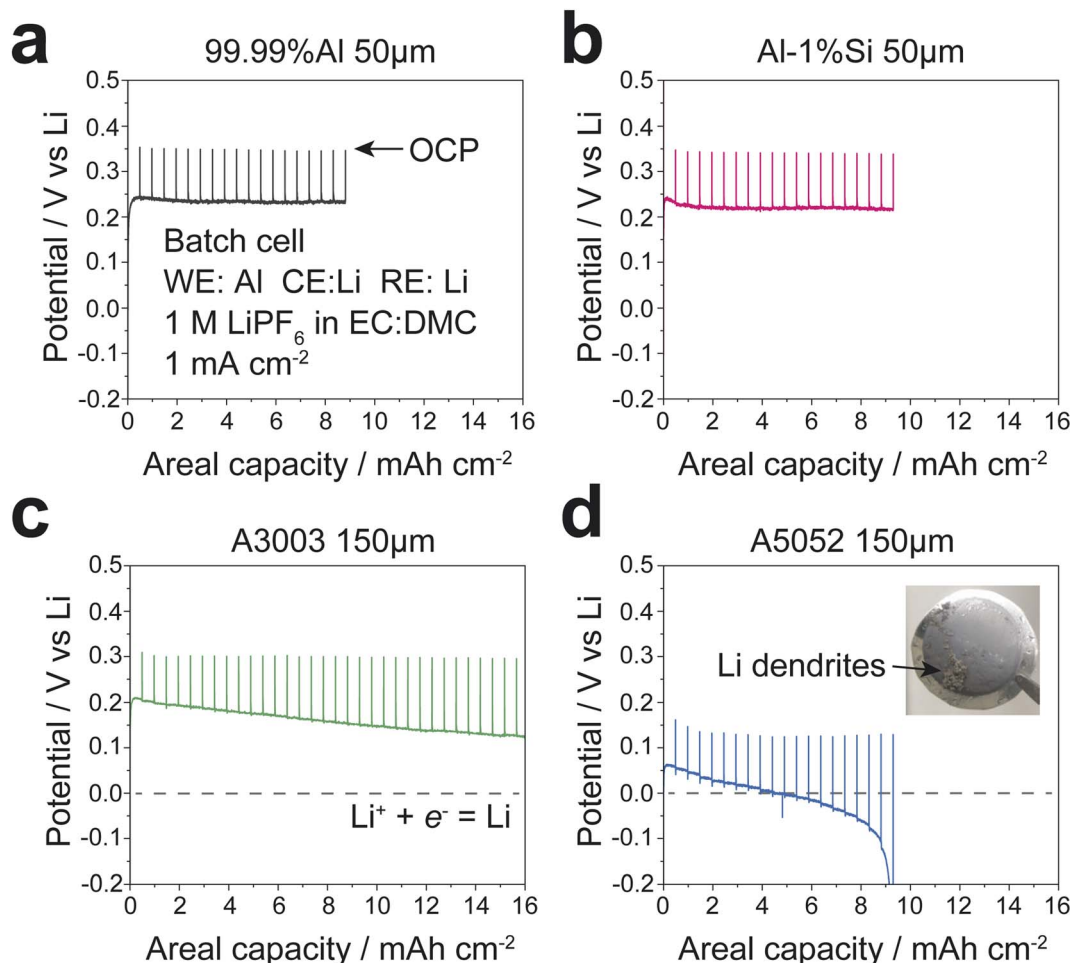 a
99.99%Al 50μm
0.5
0.4
0.3
0.2
0.1
0.0
-0.1
-0.2
Potential / V vs Li
OCP
Batch cell
WE: Al CE:Li RE: Li
1 M LiPF6 in EC:DMC
1 mA cm-2
0 2 4 6 8 10 12 14 16
Areal capacity / mAh cm-2
b
Al-1%Si 50μm
0.5
0.4
0.3
0.2
0.1
0.0
-0.1
-0.2
Potential / V vs Li
0 2 4 6 8 10 12 14 16
Areal capacity / mAh cm-2
c
A3003 150μm
0.5
0.4
0.3
0.2
0.1
0.0
-0.1
-0.2
Potential / V vs Li
Li+ + e- = Li
0 2 4 6 8 10 12 14 16
Areal capacity / mAh cm-2
d
A5052 150μm
0.5
0.4
0.3
0.2
0.1
0.0
-0.1
-0.2
Potential / V vs Li
Li dendrites
0 2 4 6 8 10 12 14 16
Areal capacity / mAh cm-2